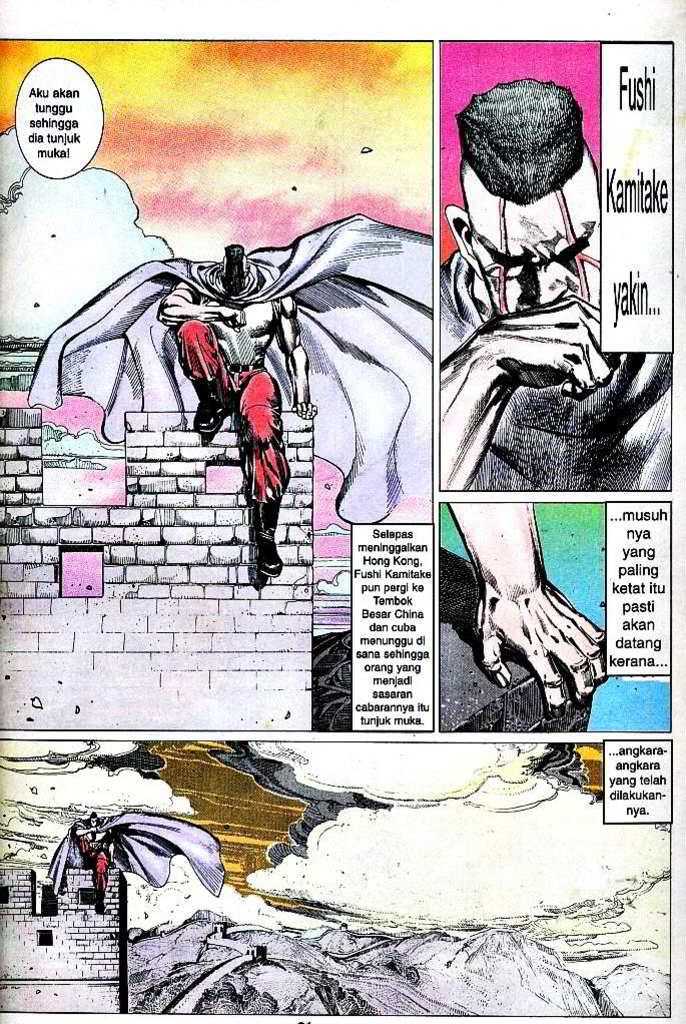 Aku akan
tunggu
sehingga
dia tunjuk
muka!
Fushi
Kamitake
yakin...
Selepas
meninggalkan
Hong Kong,
Fushi Kamitake
pun pergi ke
Tembok
Besar China
dan cuba
menunggu di
sana sehingga
orang yang
menjadi
sasaran
cabarannya itu
tunjuk muka.
...musuh
nya
yang
paling
ketat itu
pasti
akan
datang
kerana...
...angkara-
angkara
yang telah
dilakukan-
nya.